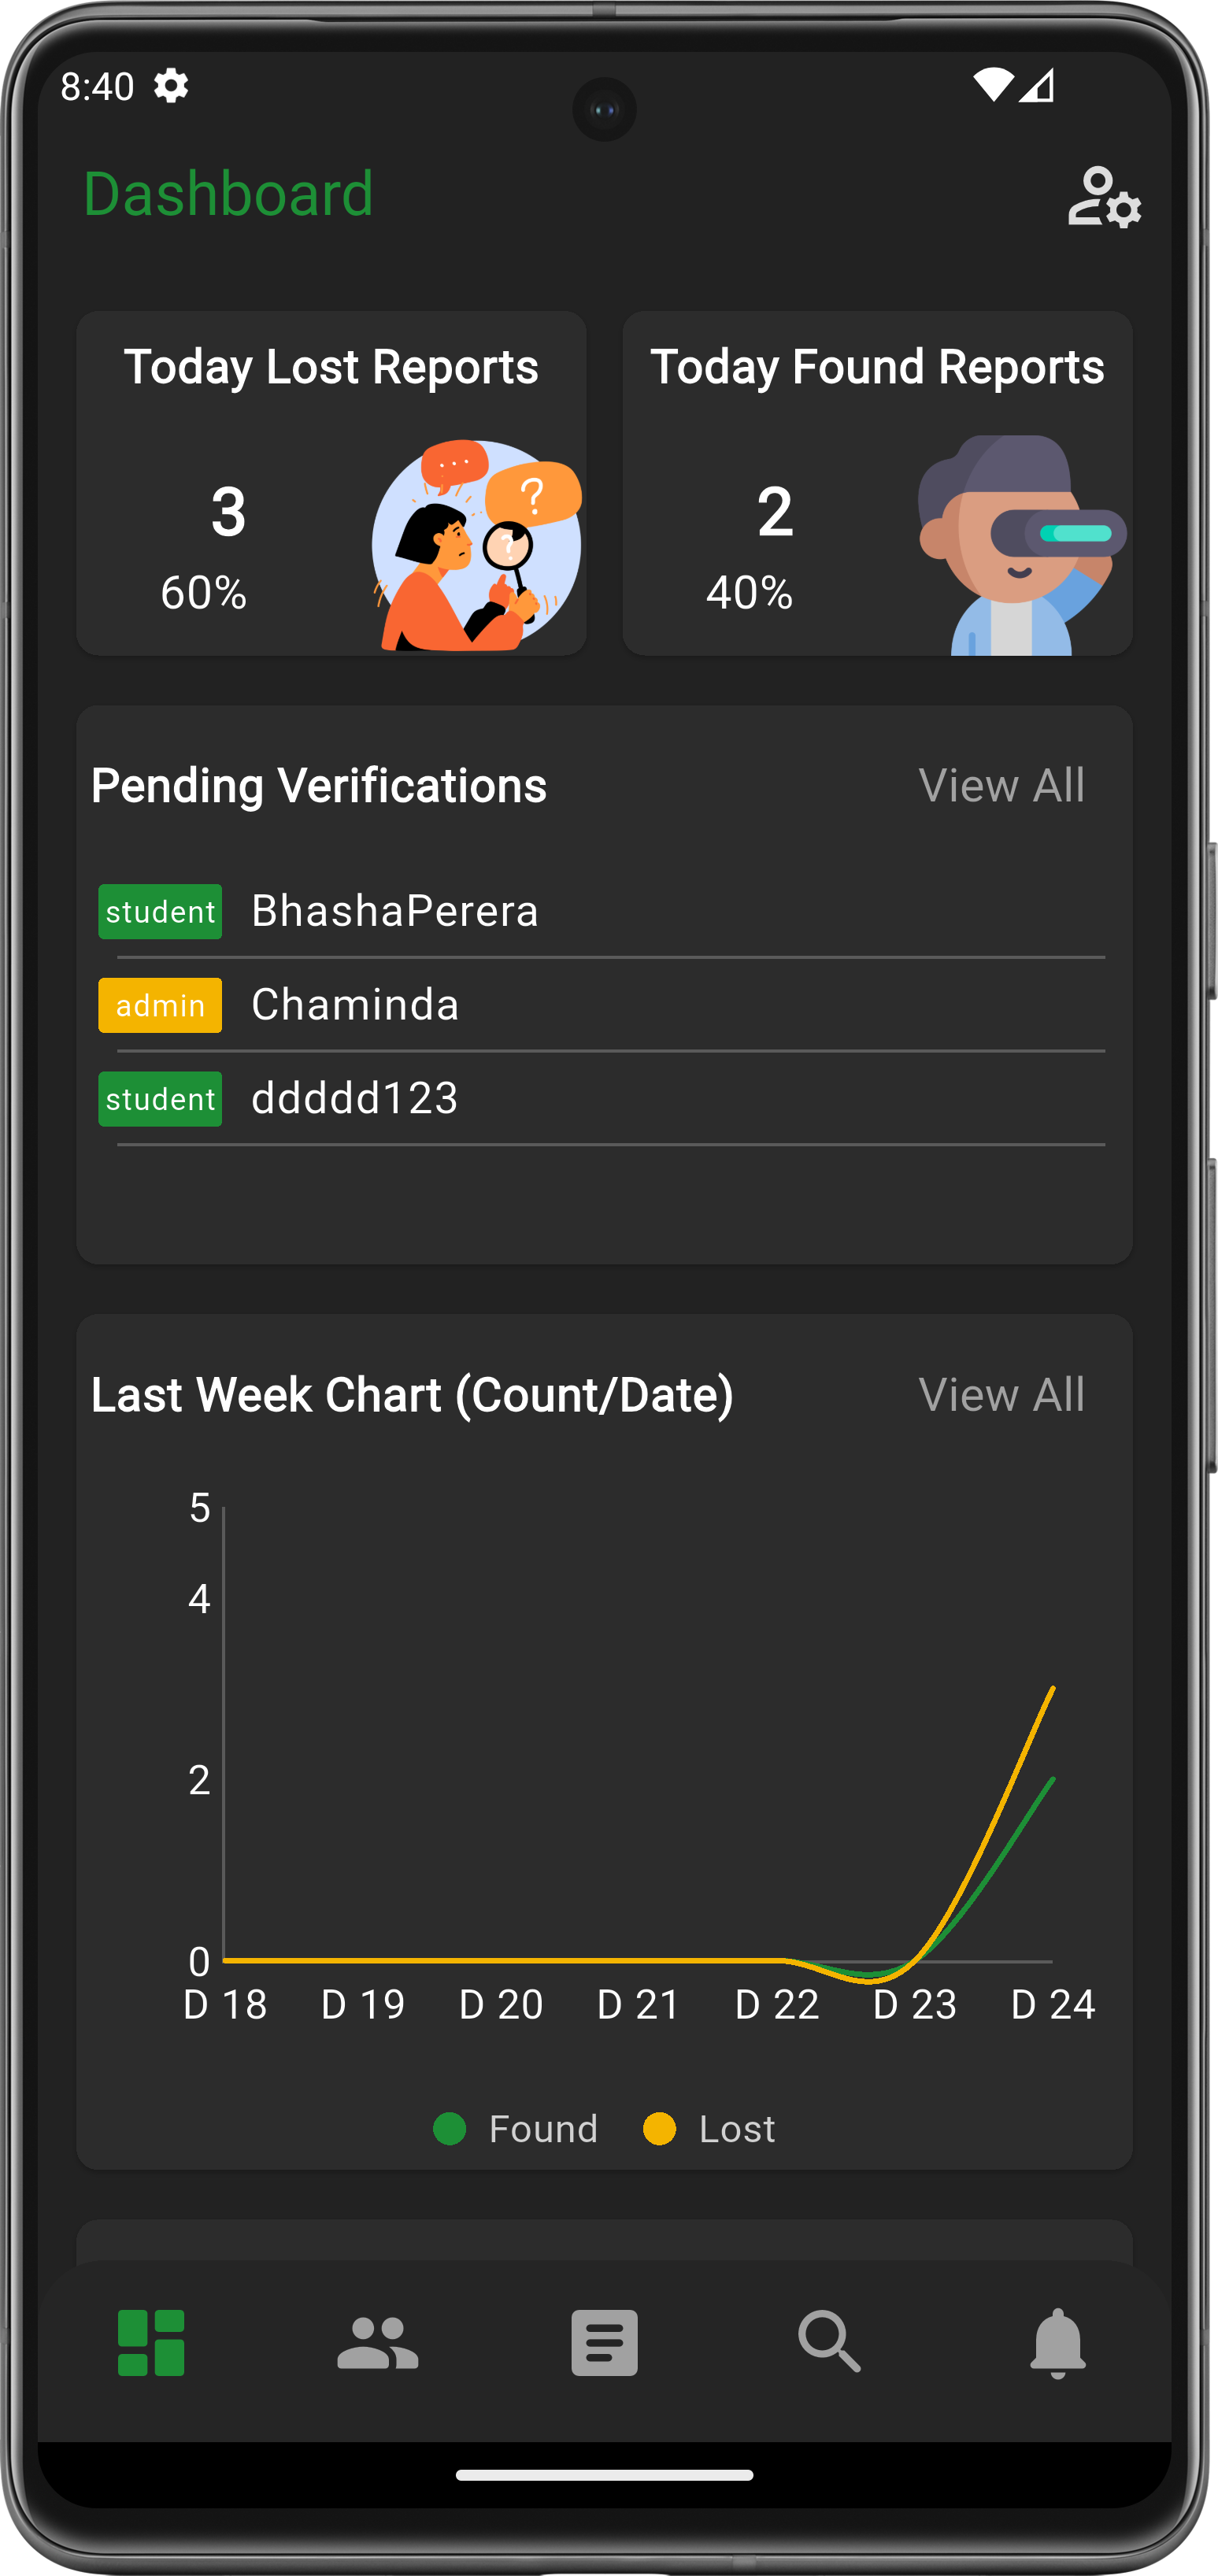 8:40
Dashboard
Today Lost Reports
3
60%
?
?
Today Found Reports
2
40%
Pending Verifications View All
student BhashaPerera
admin Chaminda
student ddddd123
Last Week Chart (Count/Date) View All
5
4
2
0
D 18 D 19 D 20 D 21 D 22 D 23 D 24
Found Lost